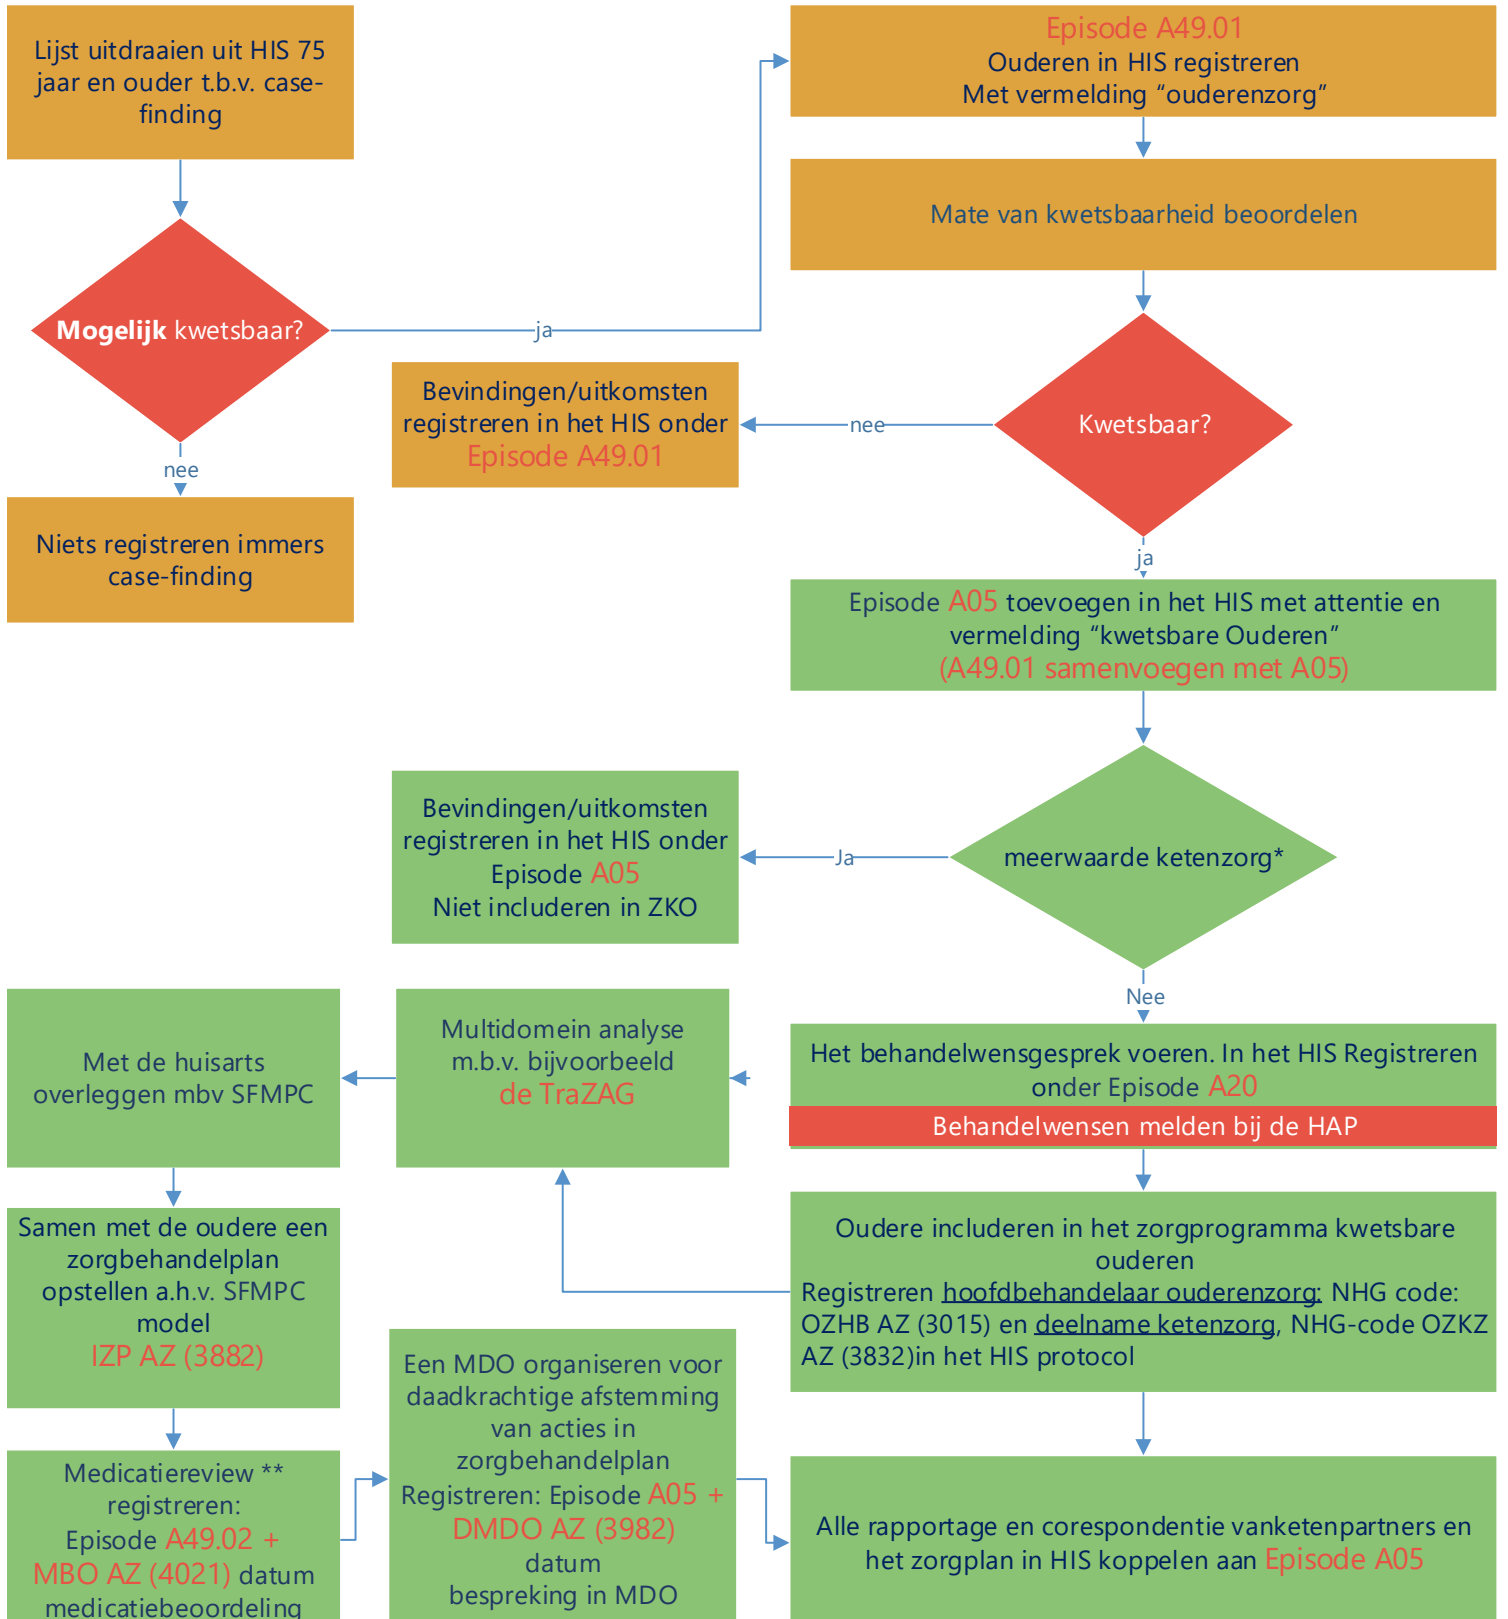 Lijst uitdraaien uit HIS 75
jaar en ouder t.b.v. case-
finding
Mogelijk kwetsbaar?
ja
nee
Niets registreren immers
case-finding
Episode A49.01
Ouderen in HIS registreren
Met vermelding “ouderenzorg”
Mate van kwetsbaarheid beoordelen
Kwetsbaar?
nee
Bevindingen/uitkomsten
registreren in het HIS onder
Episode A49.01
ja
Episode A05 toevoegen in het HIS met attentie en
vermelding “kwetsbare Ouderen”
(A49.01 samenvoegen met A05)
meerwaarde ketenzorg*
Ja
Bevindingen/uitkomsten
registreren in het HIS onder
Episode A05
Niet includeren in ZKO
Nee
Het behandelwensgesprek voeren. In het HIS Registreren
onder Episode A20
Behandelwensen melden bij de HAP
Oudere includeren in het zorgprogramma kwetsbare
ouderen
Registreren hoofdbehandelaar ouderenzorg: NHG code:
OZHB AZ (3015) en deelname ketenzorg, NHG-code OZKZ
AZ (3832)in het HIS protocol
Multidomein analyse
m.b.v. bijvoorbeeld
de TraZAG
Met de huisarts
overleggen mbv SFMPC
Samen met de oudere een
zorgbehandelplan
opstellen a.h.v. SFMPC
model
IZP AZ (3882)
Medicatiereview **
registreren:
Episode A49.02 +
MBO AZ (4021) datum
medicatiebeoordeling
Een MDO organiseren voor
daadkrachtige afstemming
van acties in
zorgbehandelplan
Registreren: Episode A05 +
DMDO AZ (3982)
datum
bespreking in MDO
Alle rapportage en corespondentie vanketenpartners en
het zorgplan in HIS koppelen aan Episode A05